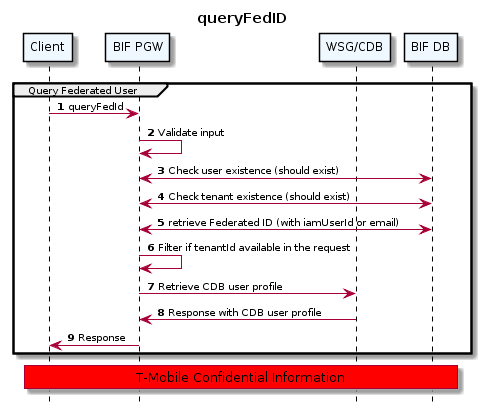 queryFedID
Client
BIF PGW
WSG/CDB
BIF DB
Query Federated User
1 queryFedId
2 Validate input
3 Check user existence (should exist)
4 Check tenant existence (should exist)
5 retrieve Federated ID (with iamUserId or email)
6 Filter if tenantId available in the request
7 Retrieve CDB user profile
8 Response with CDB user profile
9 Response
T-Mobile Confidential Information